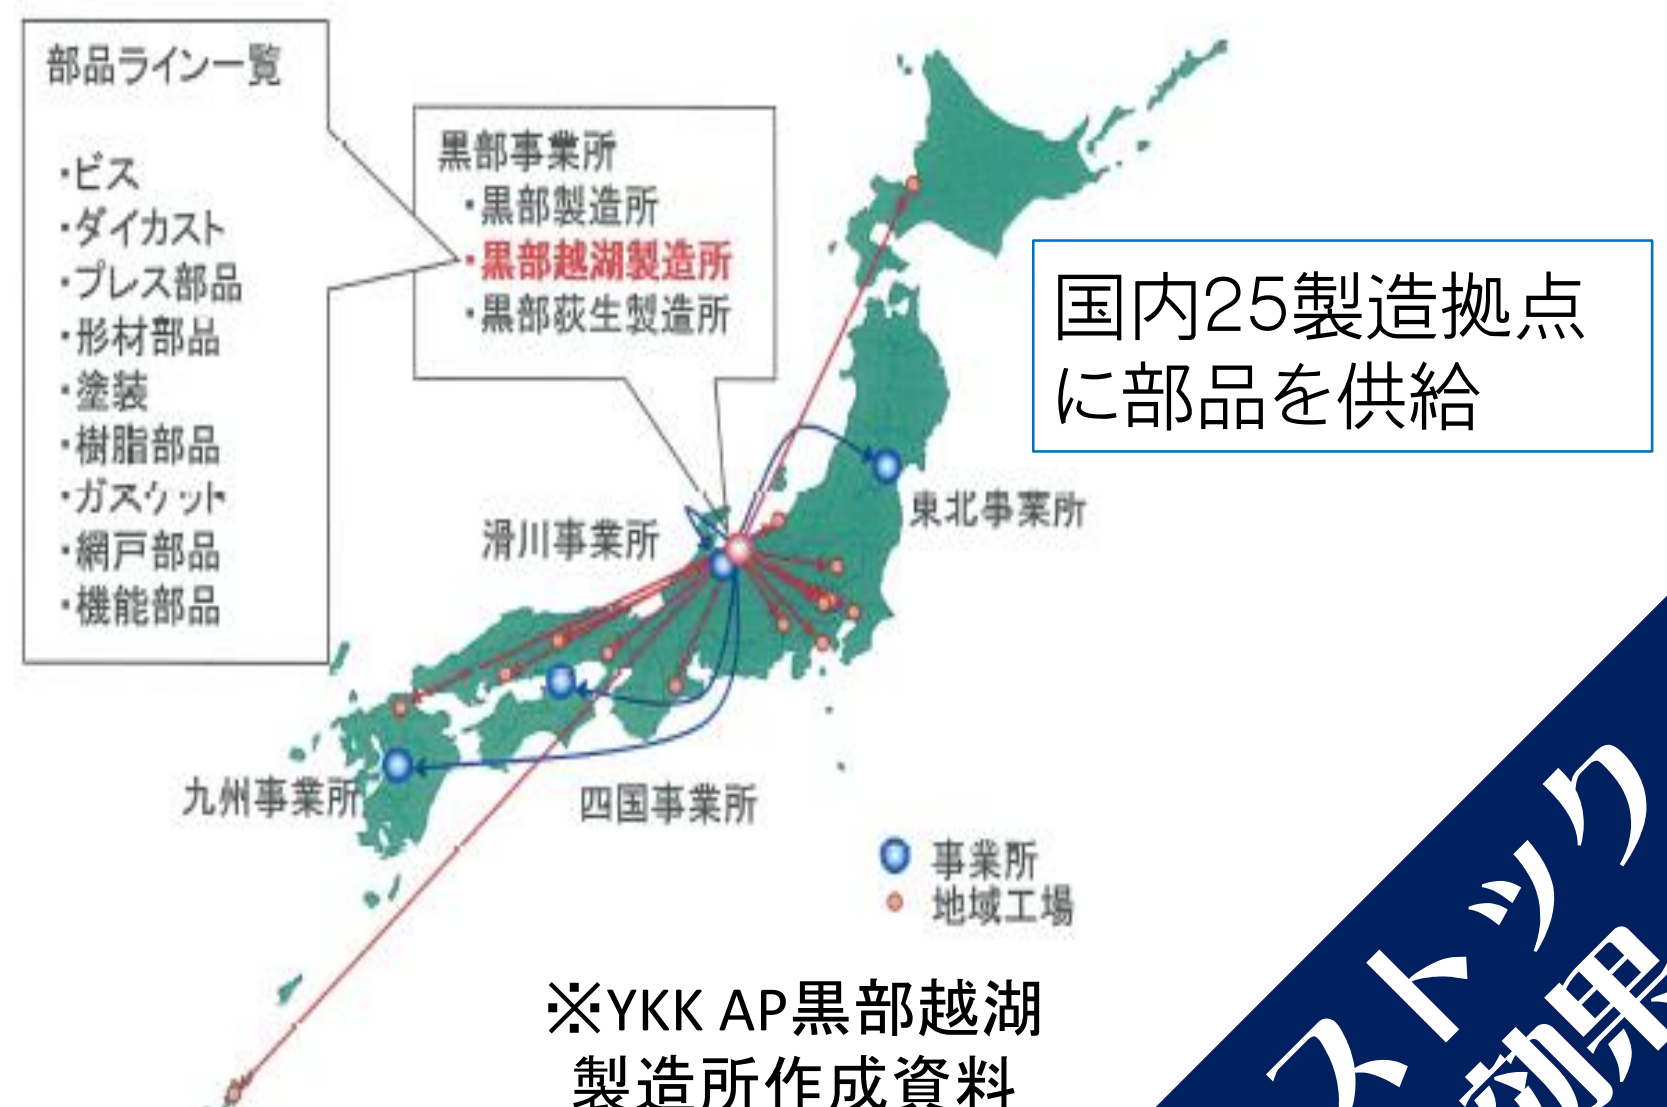 部品ライン一覧
・ビス
・ダイカスト
・プレス部品
・形材部品
・塗装
・樹脂部品
・ガスケット
・網戸部品
・機能部品
黒部事業所
・黒部製造所
・黒部越湖製造所
・黒部荻生製造所
国内25製造拠点
に部品を供給
東北事業所
滑川事業所
九州事業所
四国事業所
事業所
地域工場
※YKK AP黒部越湖
製造所作成資料
ストック
効果